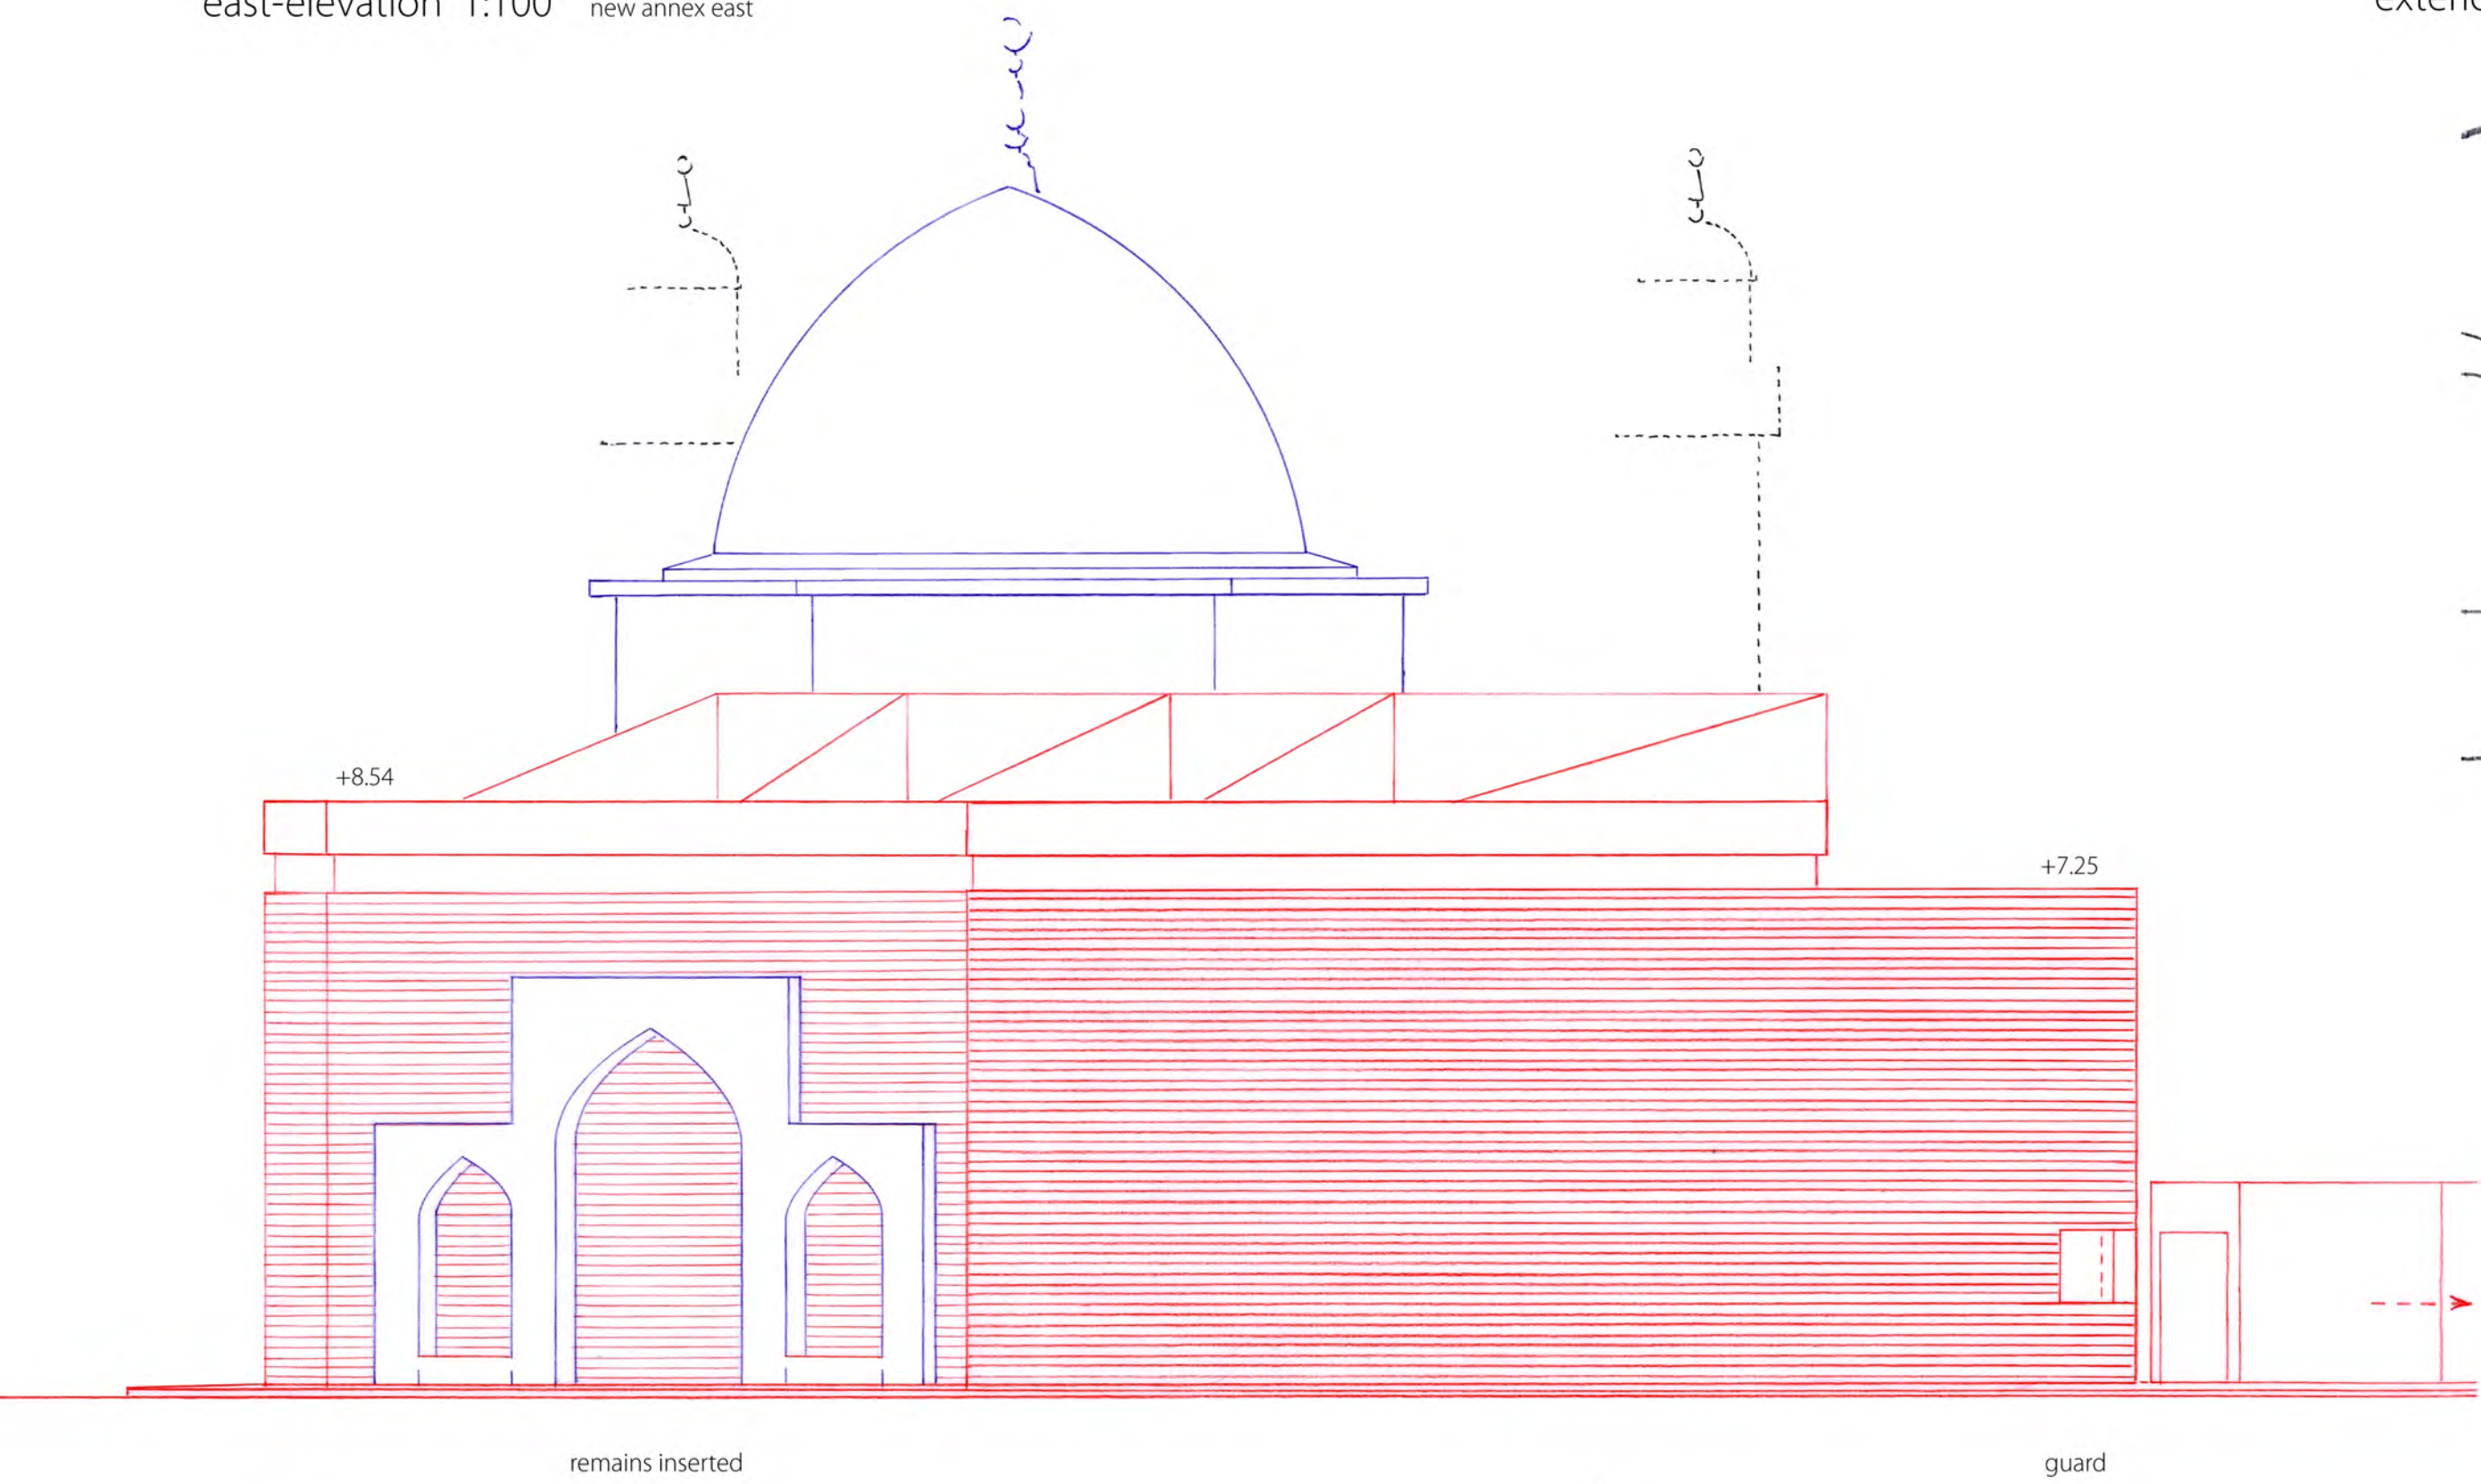 east-elevation 1:100 new annex east
+8.54
+7.25
remains inserted
guard